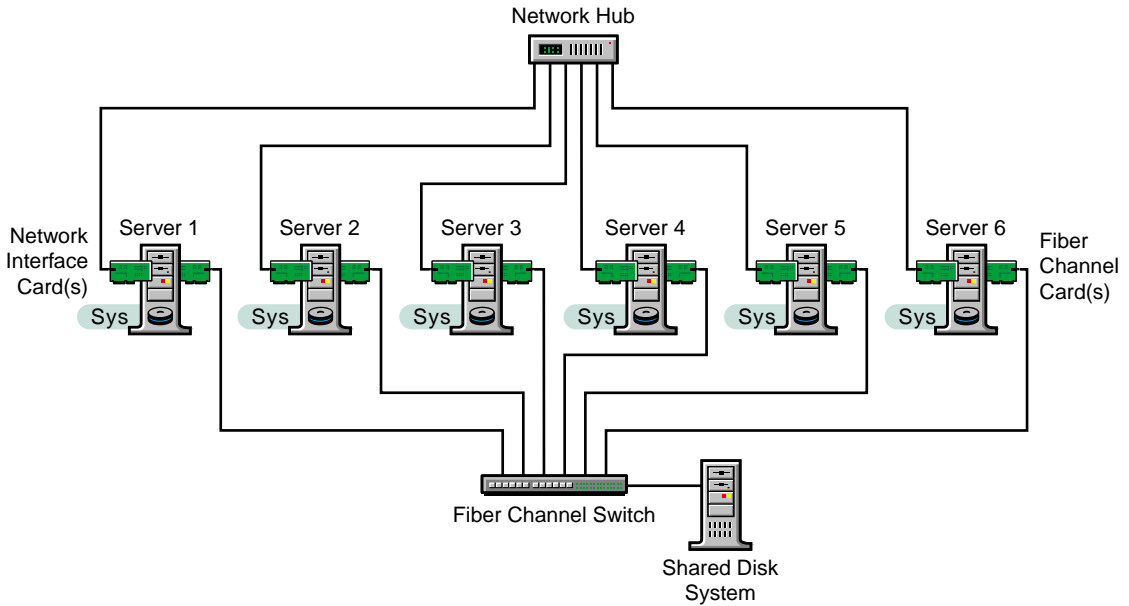 Network Hub
Server 1
Server 2
Server 3
Server 4
Server 5
Server 6
Network
Interface
Card(s)
Fiber
Channel
Card(s)
Sys
Sys
Sys
Sys
Sys
Sys
Fiber Channel Switch
Shared Disk
System